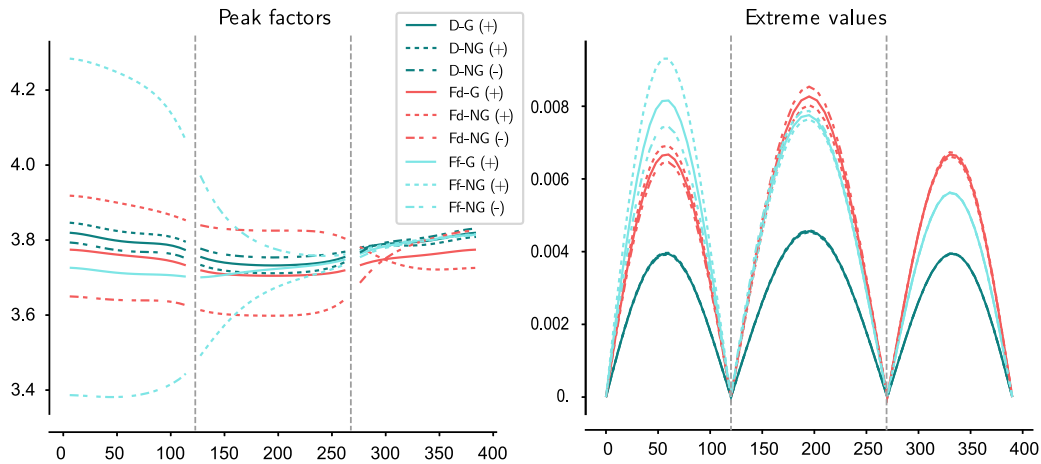 Peak factors
4.2
4.0
3.8
3.6
3.4
0 50 100 150 200 250 300 350 400
D-G (+)
D-NG (+)
D-NG (-)
Fd-G (+)
Fd-NG (+)
Fd-NG (-)
Ff-G (+)
Ff-NG (+)
Ff-NG (-)
Extreme values
0.008
0.006
0.004
0.002
0.
0 50 100 150 200 250 300 350 400